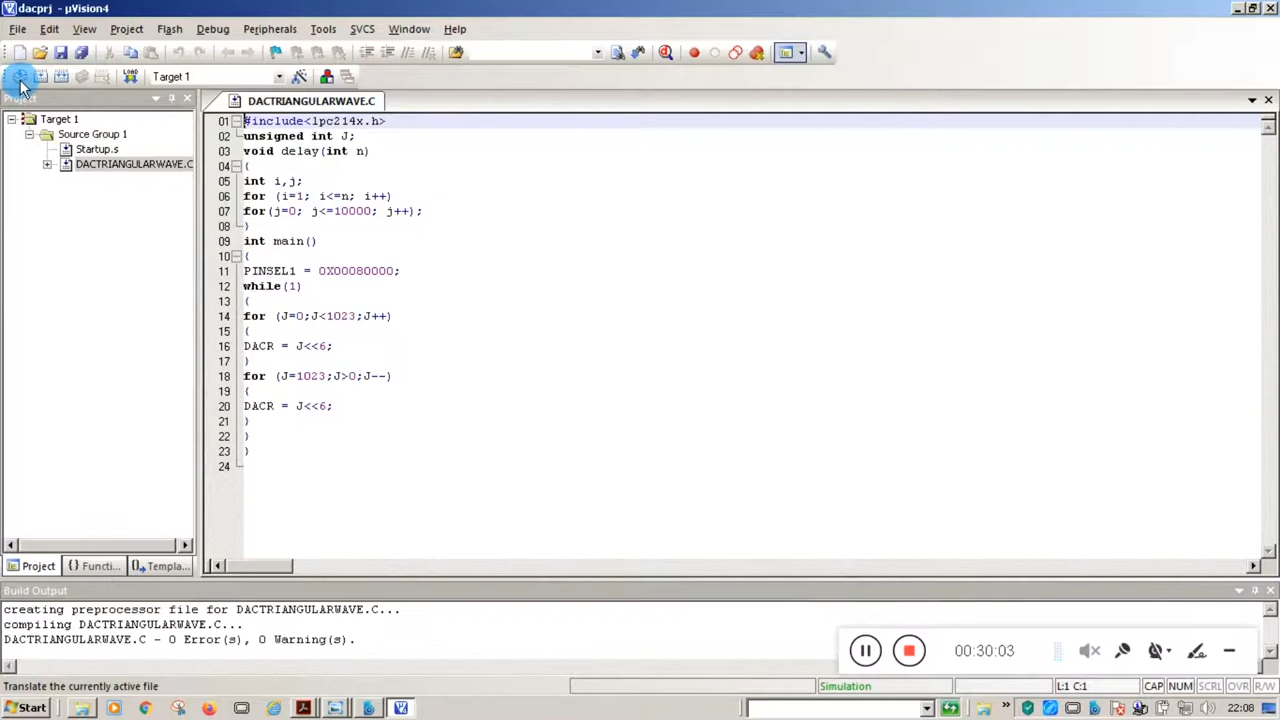 dacprj - µVision4
File Edit View Project Flash Debug Peripherals Tools SVCS Window Help
LOAD Target 1
DACTRIANGULARWAVE.C
Target 1
Source Group 1
Startup.s
DACTRIANGULARWAVE.C
01 #include<lpc214x.h>
02 unsigned int J;
03 void delay(int n)
04 {
05 int i,j;
06 for (i=1; i<=n; i++)
07 for(j=0; j<=10000; j++);
08 }
09 int main()
10 {
11 PINSEL1 = 0X00080000;
12 while(1)
13 {
14 for (J=0;J<1023;J++)
15 {
16 DACR = J<<6;
17 }
18 for (J=1023;J>0;J--)
19 {
20 DACR = J<<6;
21 }
22 }
23 }
24
Project {} Functi... Templa...
Build Output
creating preprocessor file for DACTRIANGULARWAVE.C...
compiling DACTRIANGULARWAVE.C...
DACTRIANGULARWAVE.C - 0 Error(s), 0 Warning(s).
00:30:03
Translate the currently active file Simulation L:1 C:1 CAP NUM SCRL OVR R/W
Start 22:08